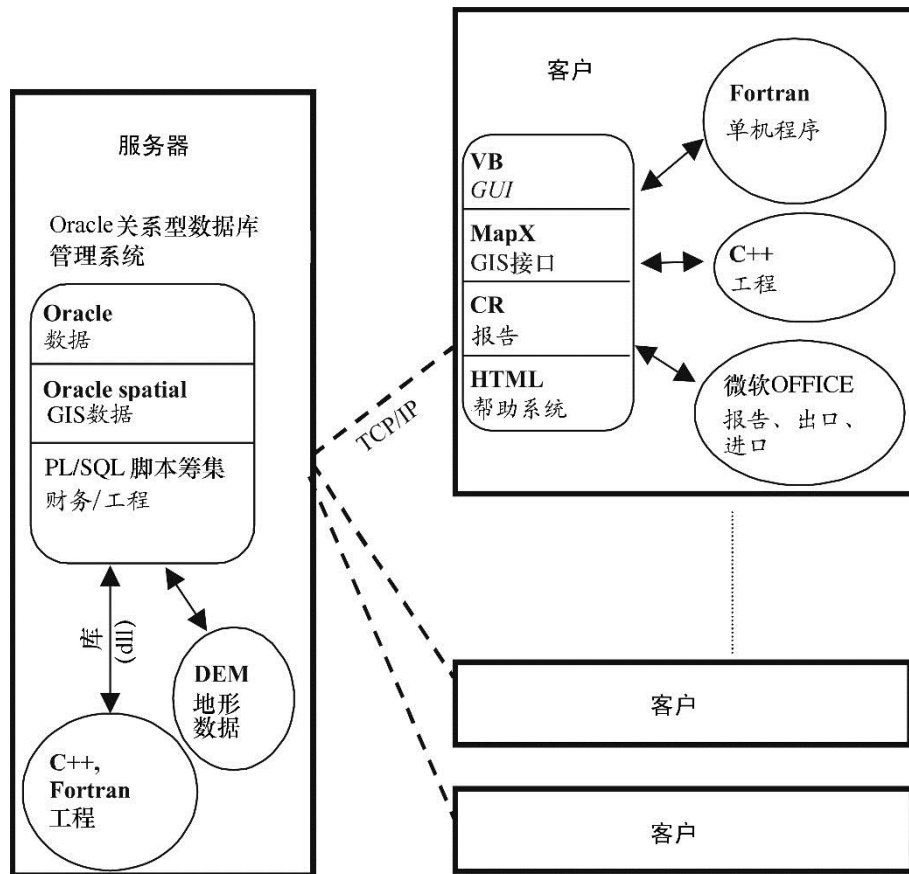 服务器
Oracle关系型数据库
管理系统
Oracle
数据
Oracle spatial
GIS数据
PL/SQL 脚本筹集
财务/工程
库
(dll)
DEM
地形
数据
C++,
Fortran
工程
TCP/IP
客户
VB
GUI
MapX
GIS接口
CR
报告
HTML
帮助系统
Fortran
单机程序
C++
工程
微软OFFICE
报告、出口、
进口
客户
客户